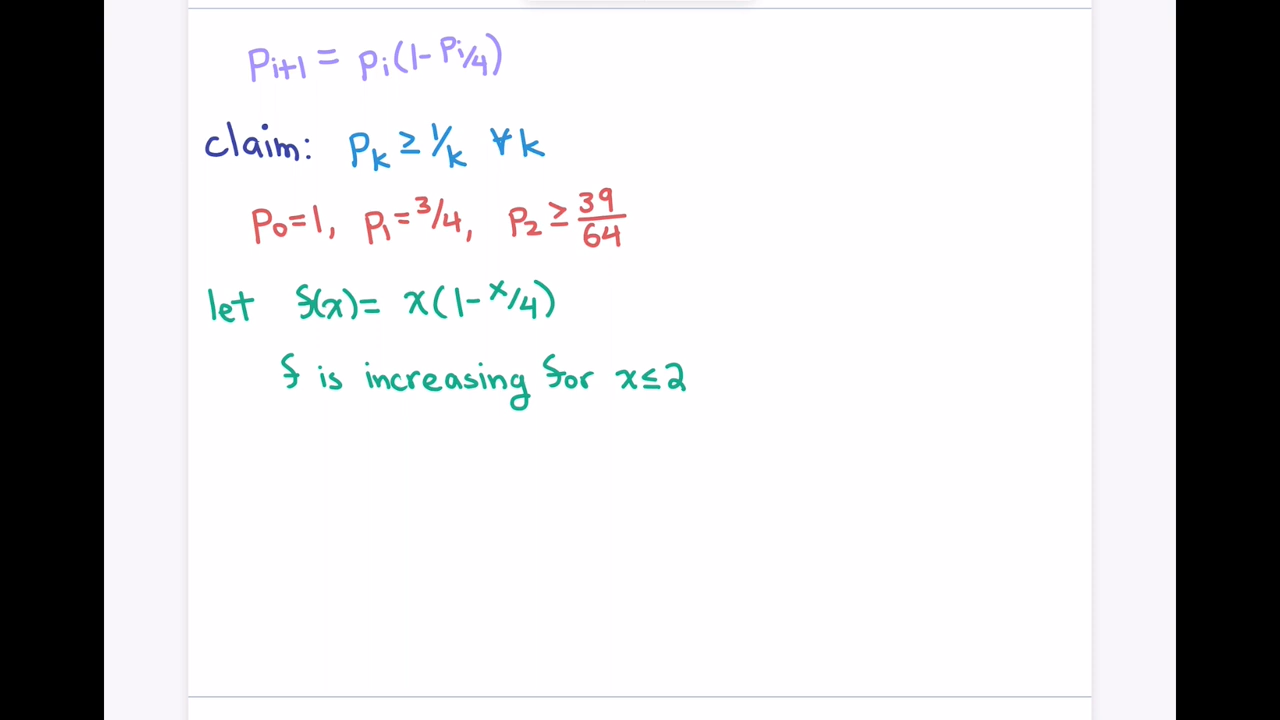 p_{i+1} = p_i(1 - p_i/4)
claim: p_k ≥ 1/k ∀ k
p_0 = 1, p_1 = 3/4, p_2 ≥ 39/64
let f(x) = x(1 - x/4)
f is increasing for x ≤ 2